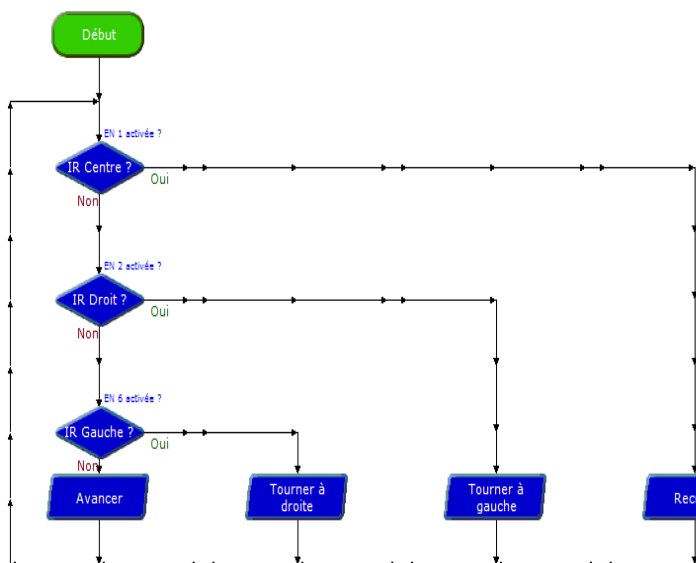 Début
EN 1 activée ?
IR Centre ?
Oui
Non
EN 2 activée ?
IR Droit ?
Oui
Non
EN 6 activée ?
IR Gauche ?
Oui
Non
Avancer
Tourner à
droite
Tourner à
gauche